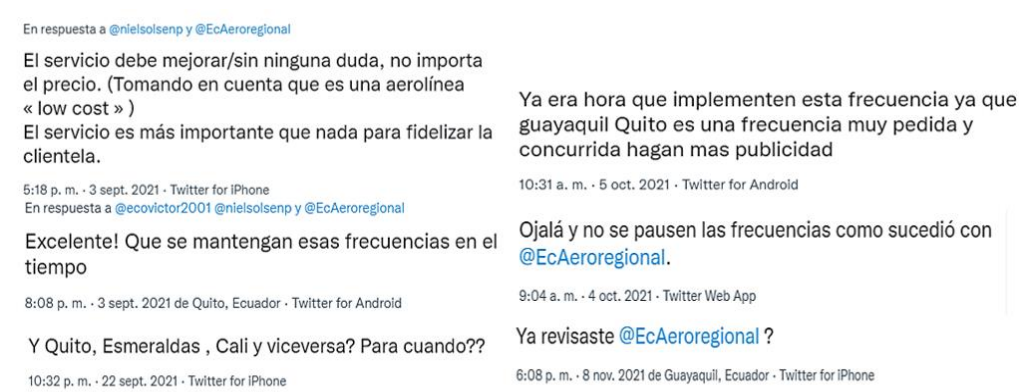 En respuesta a @nielsolsenp y @EcAeroregional
El servicio debe mejorar/sin ninguna duda, no importa
el precio. (Tomando en cuenta que es una aerolínea
« low cost » )
El servicio es más importante que nada para fidelizar la
clientela.
5:18 p. m. · 3 sept. 2021 · Twitter for iPhone
En respuesta a @ecovictor2001 @nielsolsenp y @EcAeroregional
Excelente! Que se mantengan esas frecuencias en el
tiempo
8:08 p. m. · 3 sept. 2021 de Quito, Ecuador · Twitter for Android
Y Quito, Esmeraldas , Cali y viceversa? Para cuando??
10:32 p. m. · 22 sept. 2021 · Twitter for iPhone
Ya era hora que implementen esta frecuencia ya que
guayaquil Quito es una frecuencia muy pedida y
concurrida hagan mas publicidad
10:31 a. m. · 5 oct. 2021 · Twitter for Android
Ojalá y no se pausen las frecuencias como sucedió con
@EcAeroregional.
9:04 a. m. · 4 oct. 2021 · Twitter Web App
Ya revisaste @EcAeroregional ?
6:08 p. m. · 8 nov. 2021 de Guayaquil, Ecuador · Twitter for iPhone